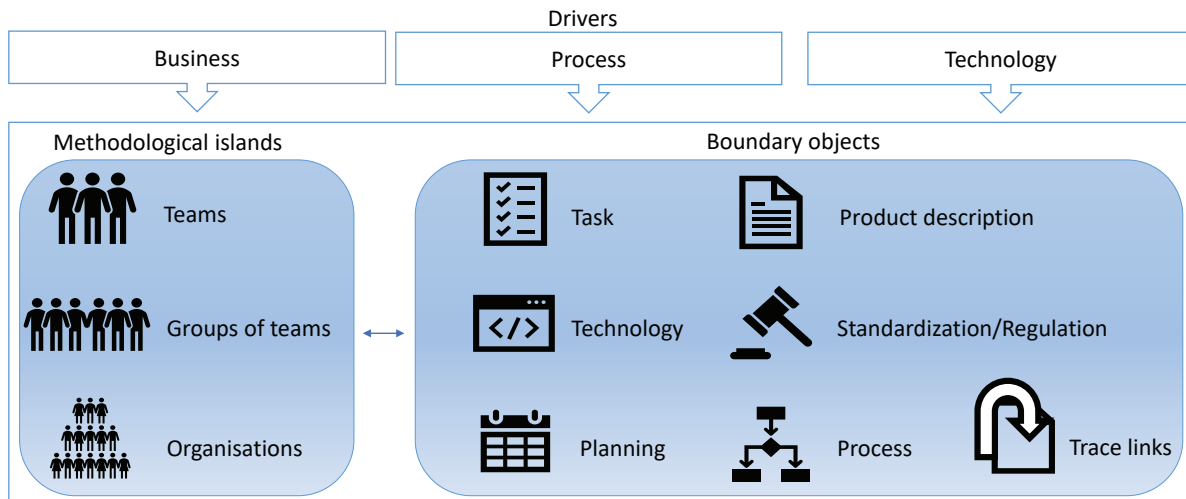 Drivers
Business
Process
Technology
Methodological islands
Boundary objects
Teams
Task
Product description
Groups of teams
Technology
</>
Standardization/Regulation
Organisations
Planning
Process
Trace links